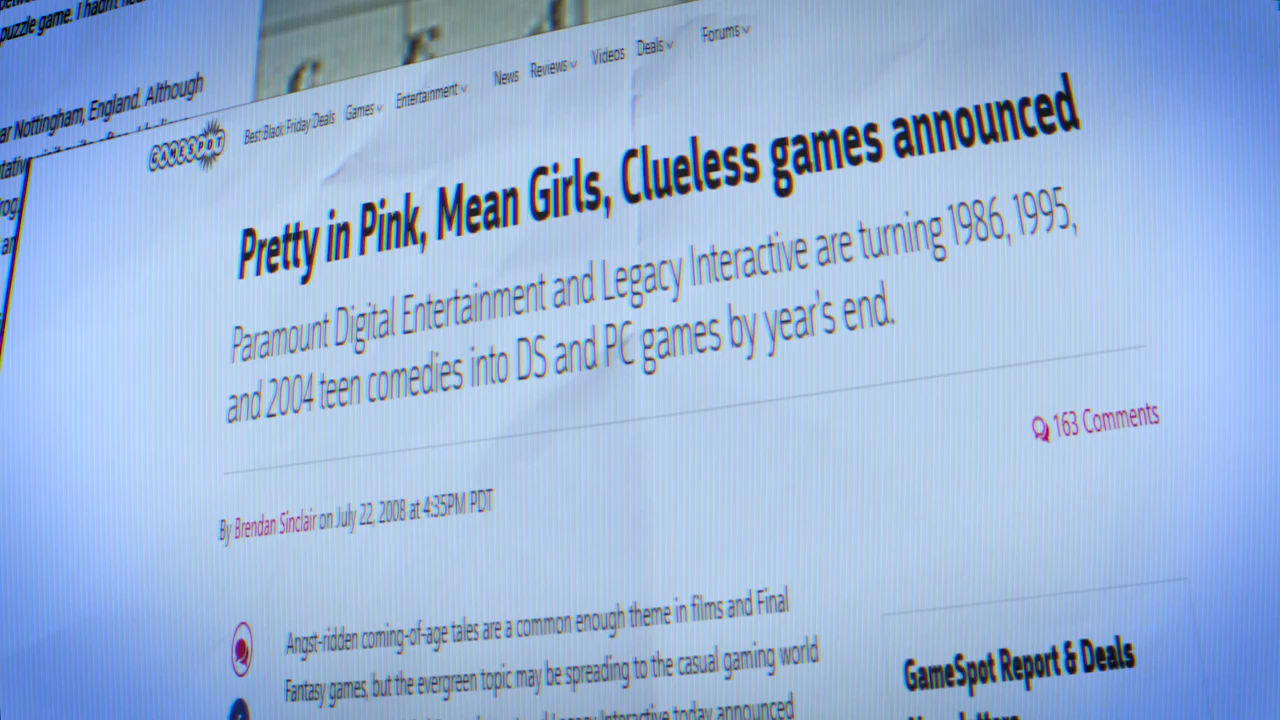 puzzle game. I
ar Nottingham, England. Although
GAMESPOT
Best Black Friday Deals Games Entertainment News Reviews Videos Deals Forums
Pretty in Pink, Mean Girls, Clueless games announced
Paramount Digital Entertainment and Legacy Interactive are turning 1986, 1995,
and 2004 teen comedies into DS and PC games by year's end.
163 Comments
By Brendan Sinclair on July 22, 2008 at 4:35PM PDT
Angst-ridden coming-of-age tales are a common enough theme in films and Final
Fantasy games, but the evergreen topic may be spreading to the casual gaming world
Interactive today announced
GameSpot Report & Deals